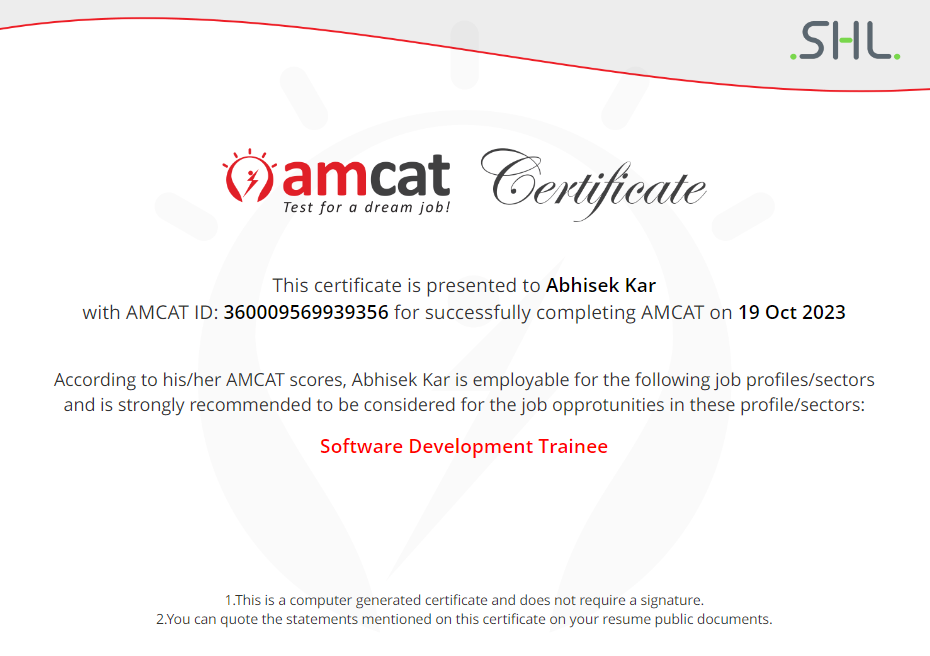 .SHL.
amcat Certificate
Test for a dream job!
This certificate is presented to Abhisek Kar
with AMCAT ID: 360009569939356 for successfully completing AMCAT on 19 Oct 2023
According to his/her AMCAT scores, Abhisek Kar is employable for the following job profiles/sectors
and is strongly recommended to be considered for the job opprotunities in these profile/sectors:
Software Development Trainee
1.This is a computer generated certificate and does not require a signature.
2.You can quote the statements mentioned on this certificate on your resume public documents.